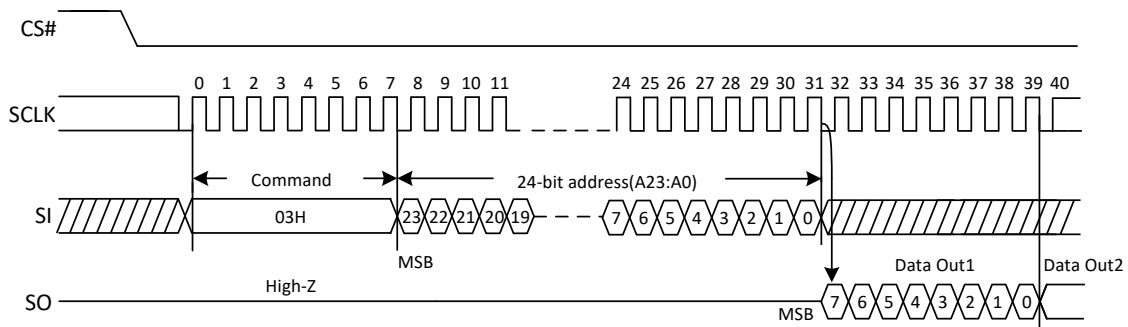 CS#
0 1 2 3 4 5 6 7 8 9 10 11 24 25 26 27 28 29 30 31 32 33 34 35 36 37 38 39 40
SCLK
Command 24-bit address(A23:A0)
SI 03H 23 22 21 20 19 7 6 5 4 3 2 1 0
MSB Data Out1 Data Out2
High-Z
SO MSB 7 6 5 4 3 2 1 0